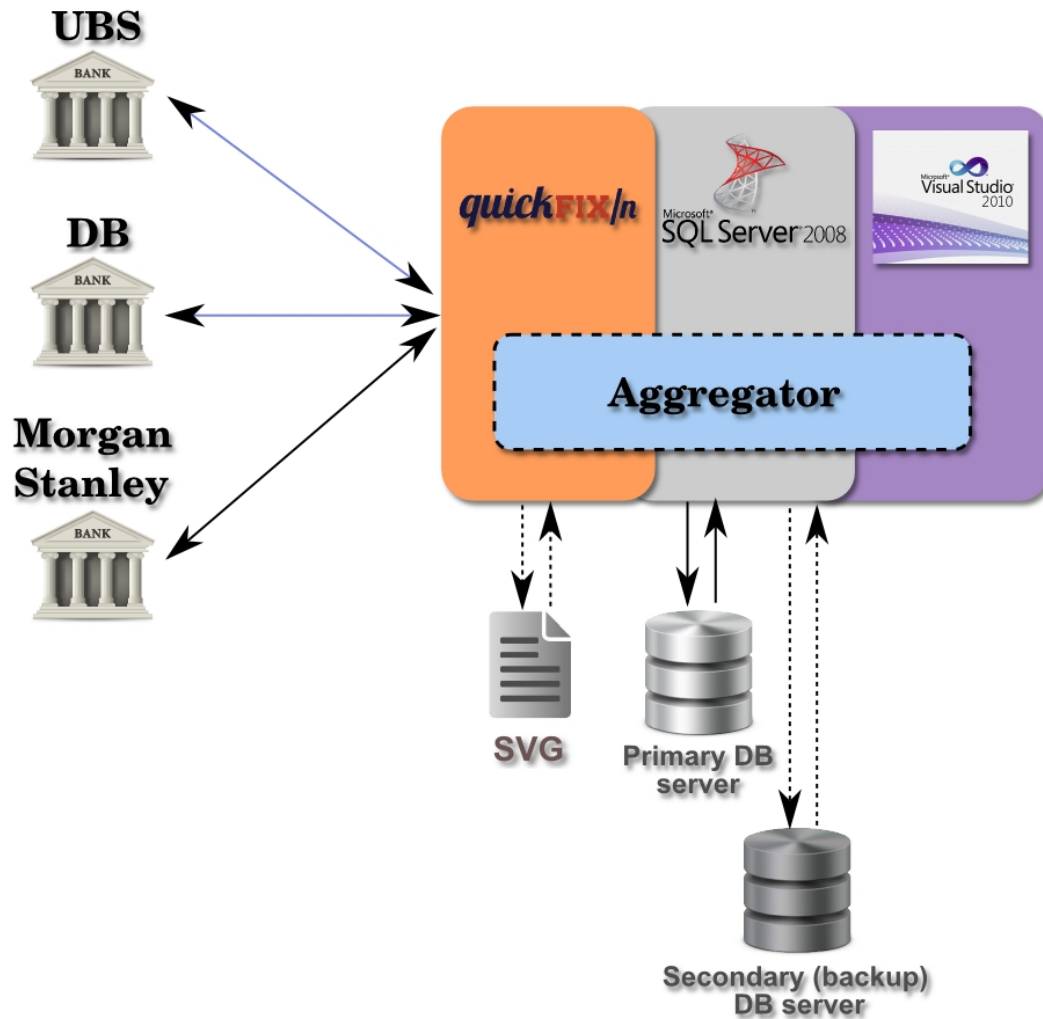 UBS
BANK
DB
BANK
Morgan
Stanley
BANK
quickFIX/n
Microsoft®
SQL Server® 2008
Microsoft®
Visual Studio®
2010
Aggregator
SVG
Primary DB
server
Secondary (backup)
DB server